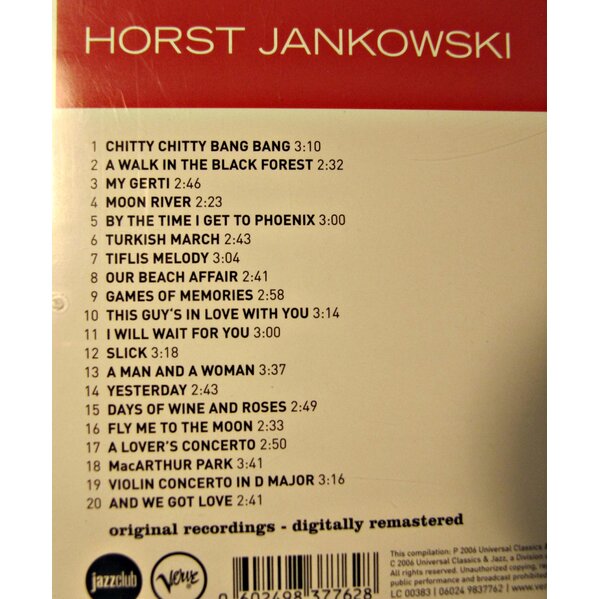 HORST JANKOWSKI
1 CHITTY CHITTY BANG BANG 3:10
2 A WALK IN THE BLACK FOREST 2:32
3 MY GERTI 2:46
4 MOON RIVER 2:23
5 BY THE TIME I GET TO PHOENIX 3:00
6 TURKISH MARCH 2:43
7 TIFLIS MELODY 3:04
8 OUR BEACH AFFAIR 2:41
9 GAMES OF MEMORIES 2:58
10 THIS GUY'S IN LOVE WITH YOU 3:14
11 I WILL WAIT FOR YOU 3:00
12 SLICK 3:18
13 A MAN AND A WOMAN 3:37
14 YESTERDAY 2:43
15 DAYS OF WINE AND ROSES 2:49
16 FLY ME TO THE MOON 2:33
17 A LOVER'S CONCERTO 2:50
18 MacARTHUR PARK 3:41
19 VIOLIN CONCERTO IN D MAJOR 3:16
20 AND WE GOT LOVE 2:41
original recordings - digitally remastered
jazzclub
Verve
0 602498 377628
This compilation: P 2006 Universal Classics &
C 2006 Universal Classics & Jazz, a Division
All rights reserved. Unauthorized copying, re
public performance and broadcast prohibited
LC 00383 | 06024 9837762 | www.ve